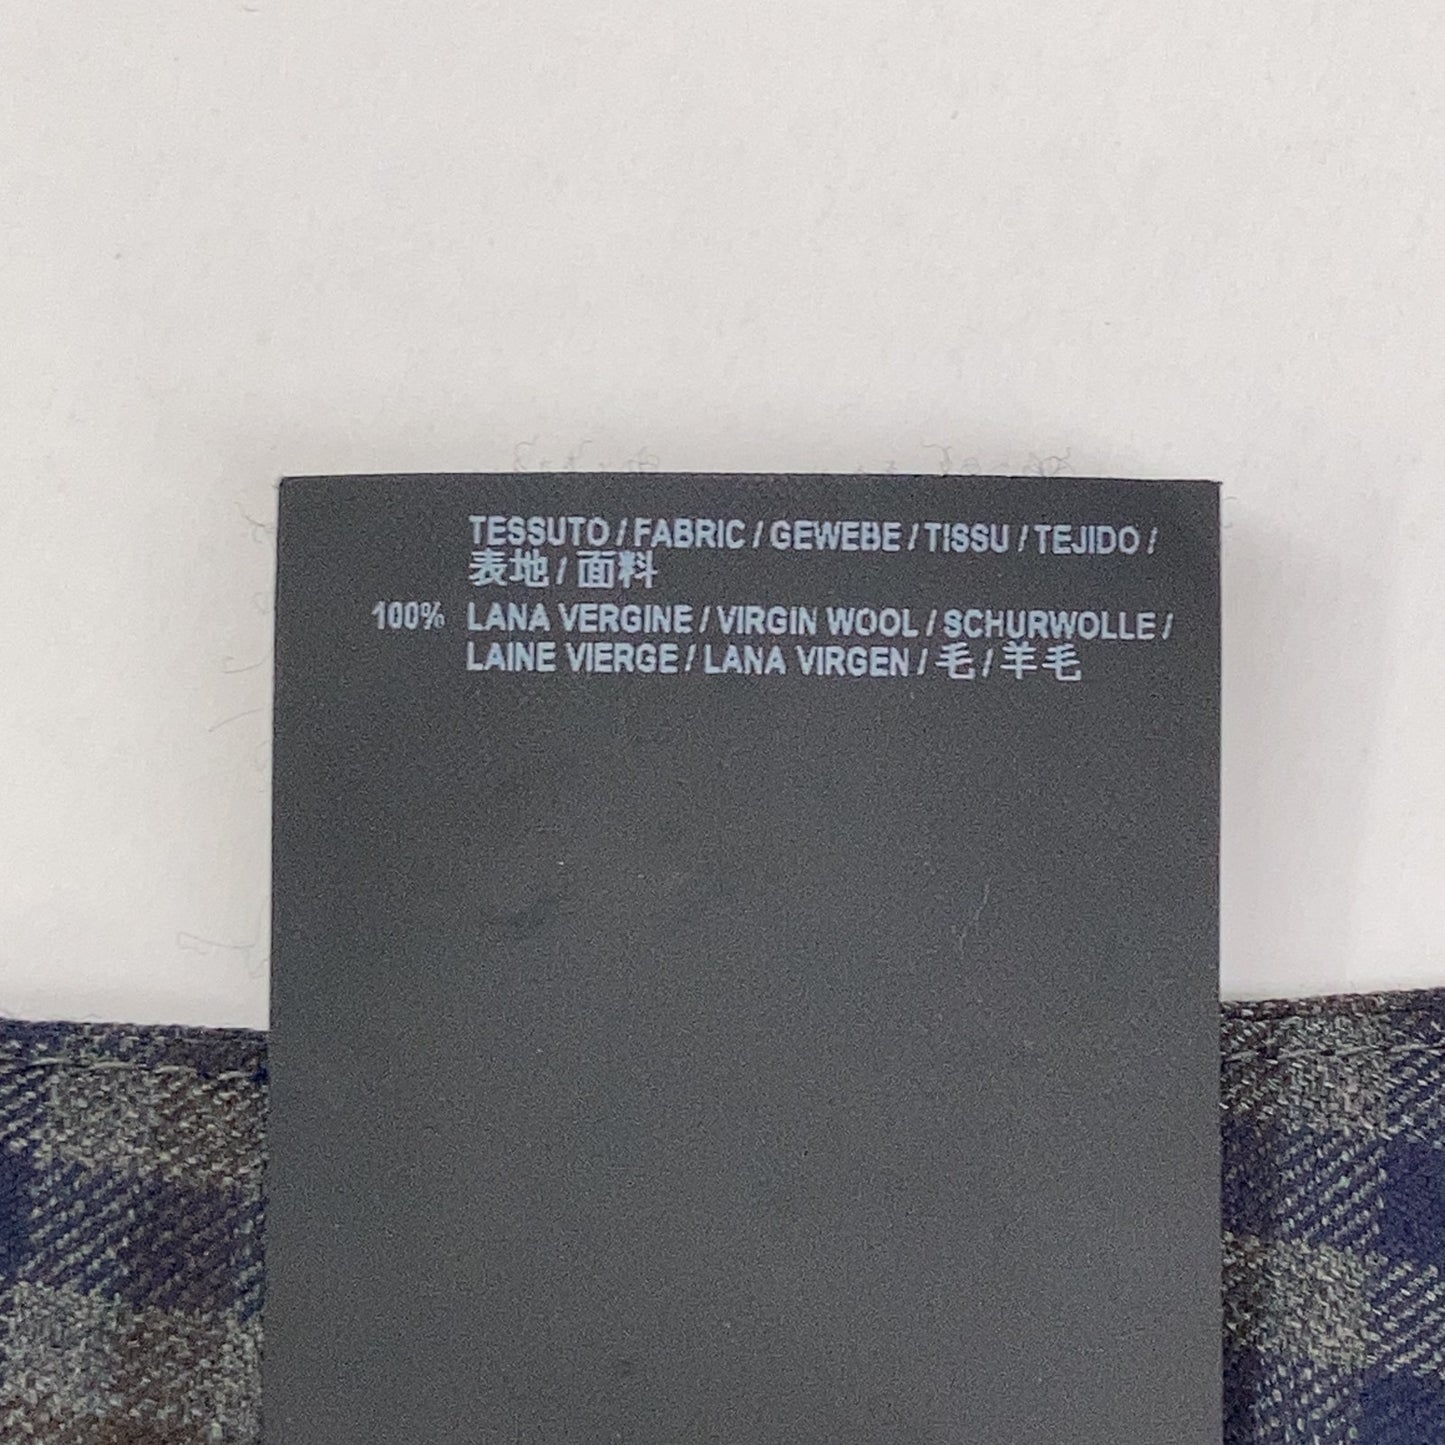 TESSUTO / FABRIC / GEWEBE / TISSU / TEJIDO /
表地 / 面料
100% LANA VERGINE / VIRGIN WOOL / SCHURWOLLE /
LAINE VIERGE / LANA VIRGEN / 毛 / 羊毛